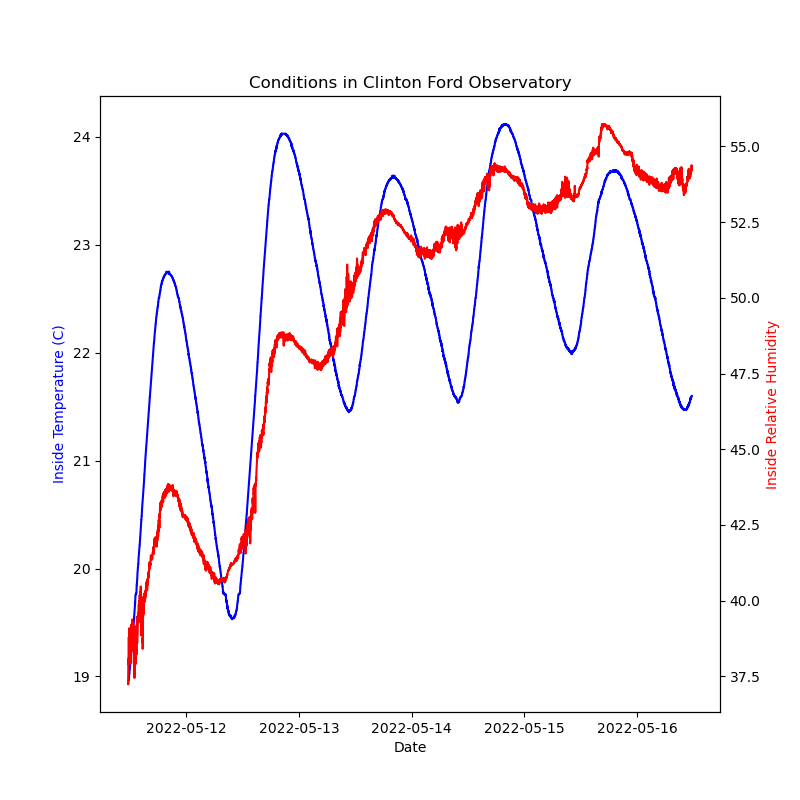 Conditions in Clinton Ford Observatory
Inside Temperature (C)
24
23
22
21
20
19
55.0
52.5
50.0
47.5
45.0
42.5
40.0
37.5
Inside Relative Humidity
2022-05-12 2022-05-13 2022-05-14 2022-05-15 2022-05-16
Date